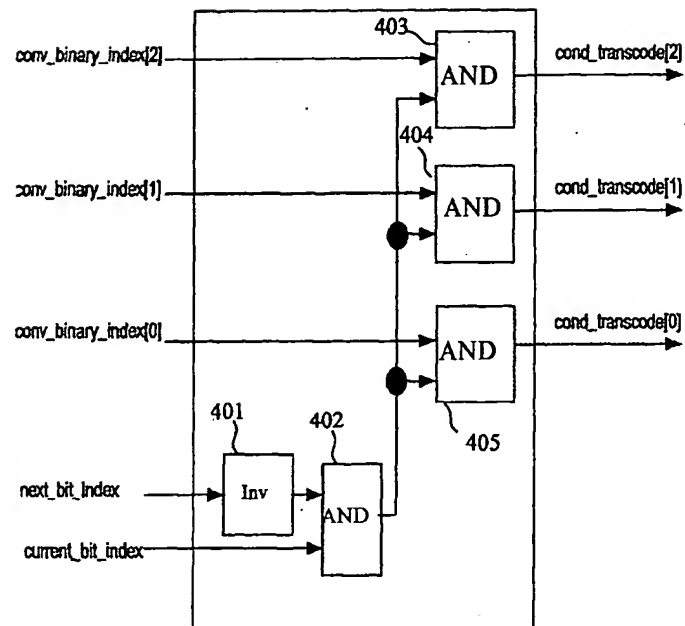 403
conv_binary_index[2]
AND
cond_transcode[2]
404
conv_binary_index[1]
AND
cond_transcode[1]
conv_binary_index[0]
AND
cond_transcode[0]
405
401
402
next_bit_index
Inv
AND
current_bit_index